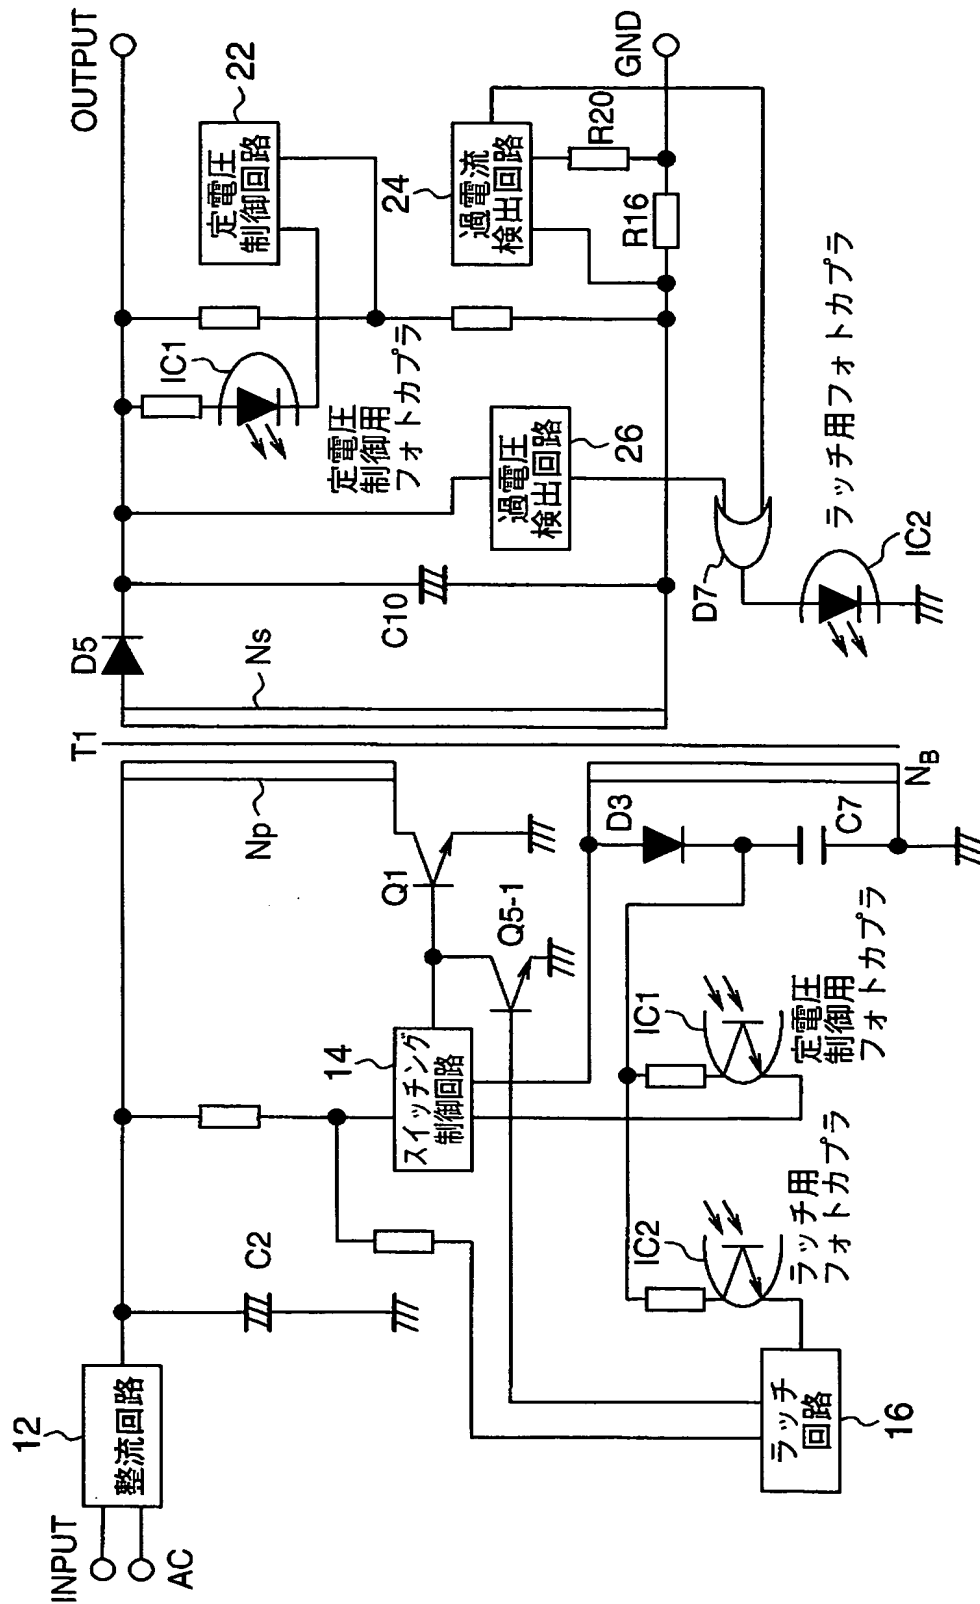 INPUT
AC
12
整流回路
C2
14
スイッチング
制御回路
Q1
Q5-1
Np
T1
Ns
D5
C10
IC1
定電圧
制御用
フォトカプラ
22
定電圧
制御回路
OUTPUT
24
過電流
検出回路
R20
R16
GND
過電圧
検出回路
26
D7
ラッチ用フォトカプラ
IC2
D3
C7
NB
IC1
定電圧
制御用
フォトカプラ
IC2
ラッチ用
フォトカプラ
ラッチ
回路
16